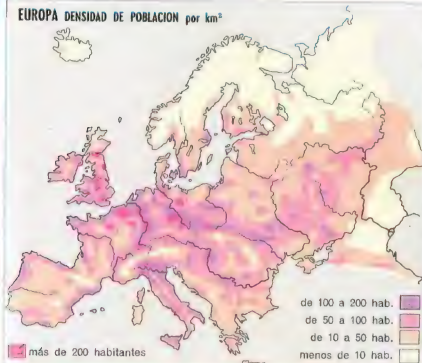 EUROPA DENSIDAD DE POBLACION por km²
de 100 a 200 hab.
de 50 a 100 hab.
de 10 a 50 hab.
más de 200 habitantes
menos de 10 hab.